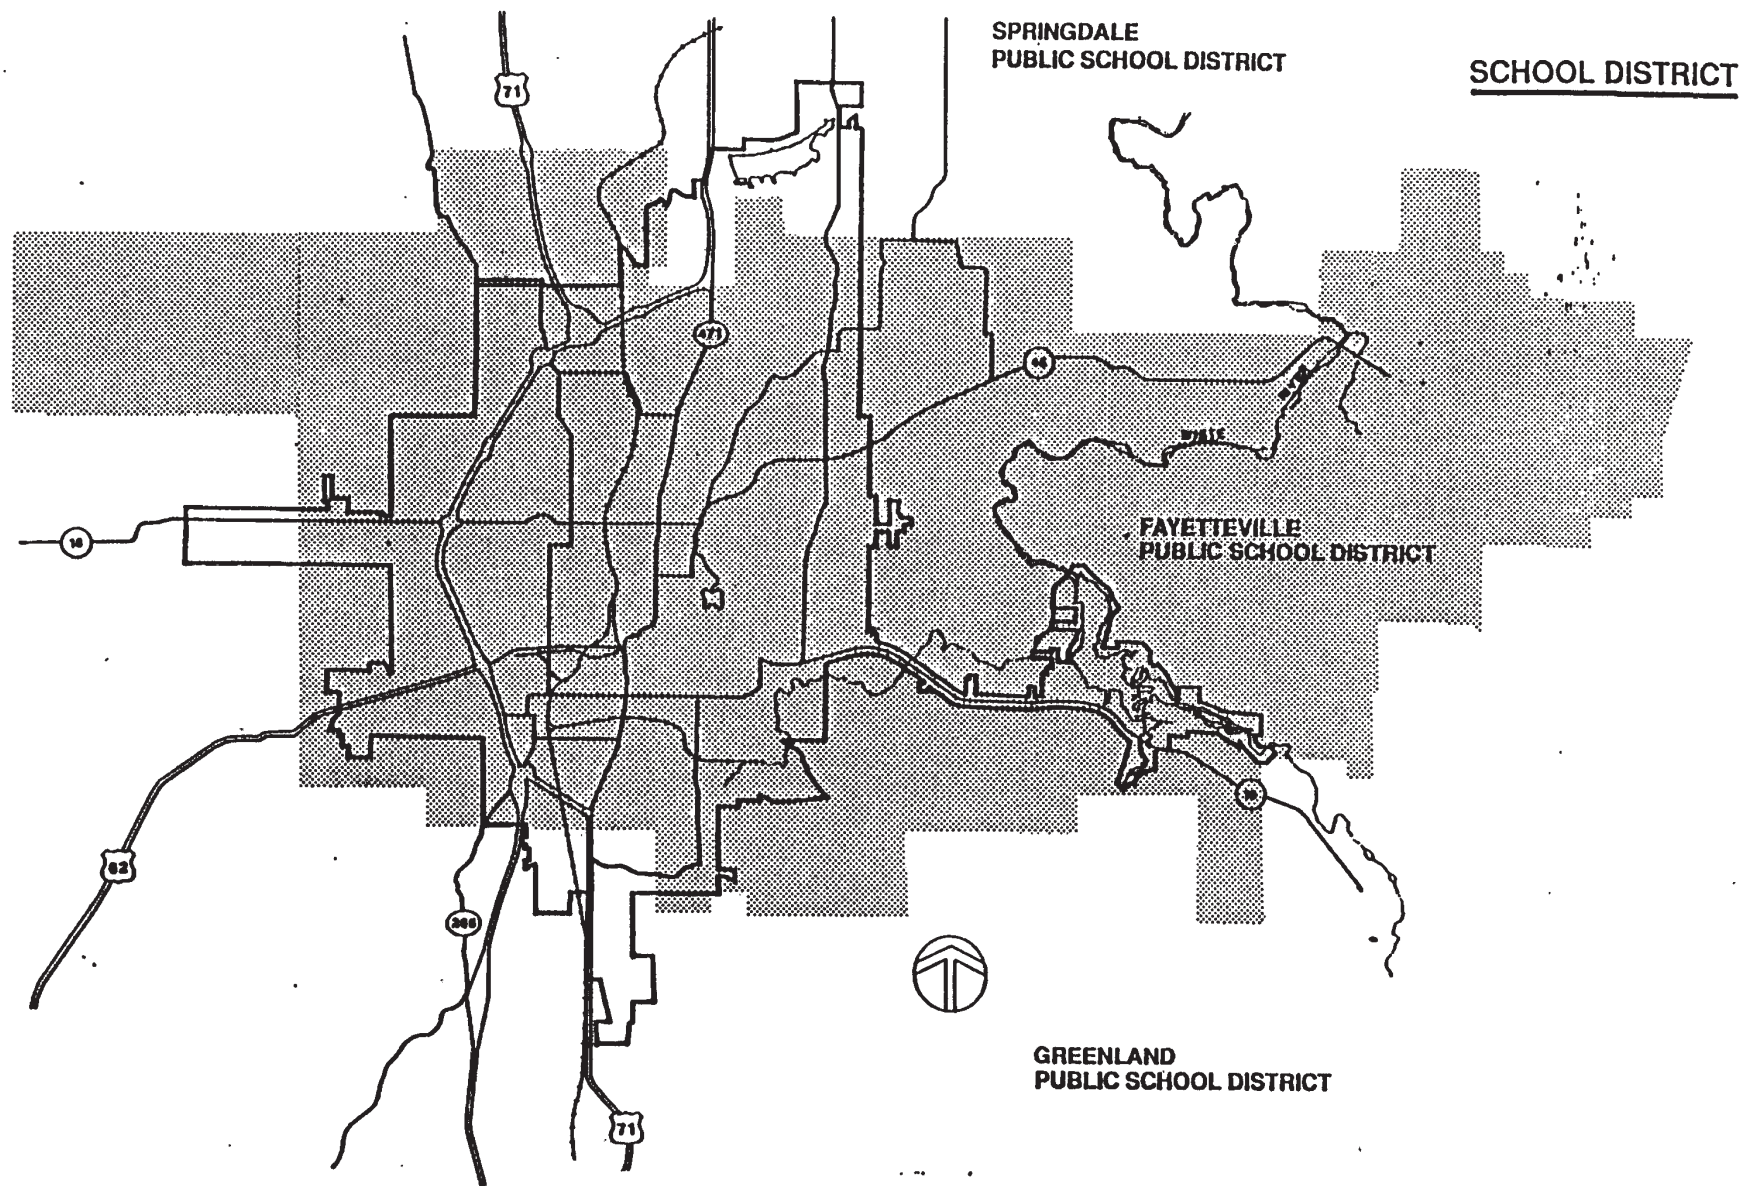 SPRINGDALE
PUBLIC SCHOOL DISTRICT
SCHOOL DISTRICT
71
471
45
RIVER
WHITE
16
FAYETTEVILLE
PUBLIC SCHOOL DISTRICT
16
62
265
GREENLAND
PUBLIC SCHOOL DISTRICT
71